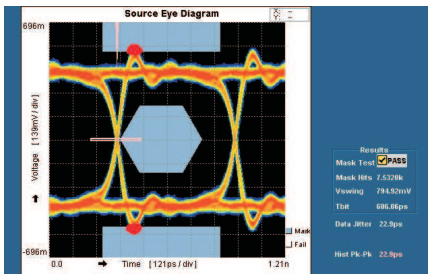 Source Eye Diagram
X: --
Y: --
696m
Voltage [139mV / div]
-696m
0.0
Time [121ps / div]
1.21n
Mask
Fail
Results
Mask Test PASS
Mask Hits 7.5320k
Vswing 794.92mV
Tbit 606.06ps
Data Jitter 22.9ps
Hist Pk-Pk 22.9ps